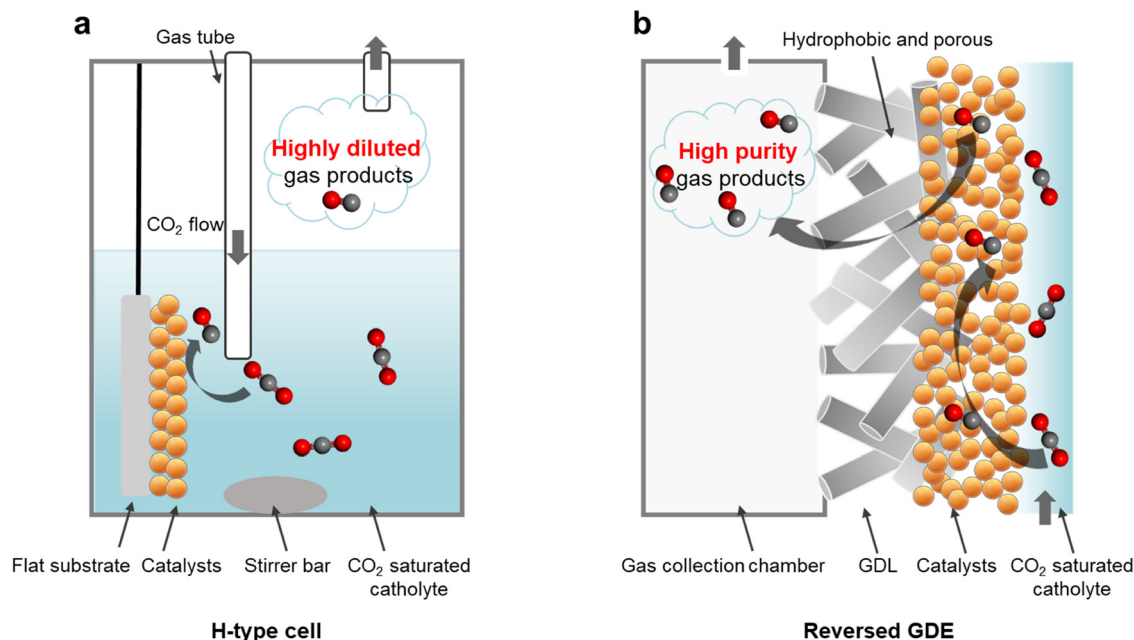 a
Gas tube
Highly diluted
gas products
CO₂ flow
Flat substrate
Catalysts
Stirrer bar
CO₂ saturated
catholyte
H-type cell
b
Hydrophobic and porous
High purity
gas products
Gas collection chamber
GDL
Catalysts
CO₂ saturated
catholyte
Reversed GDE